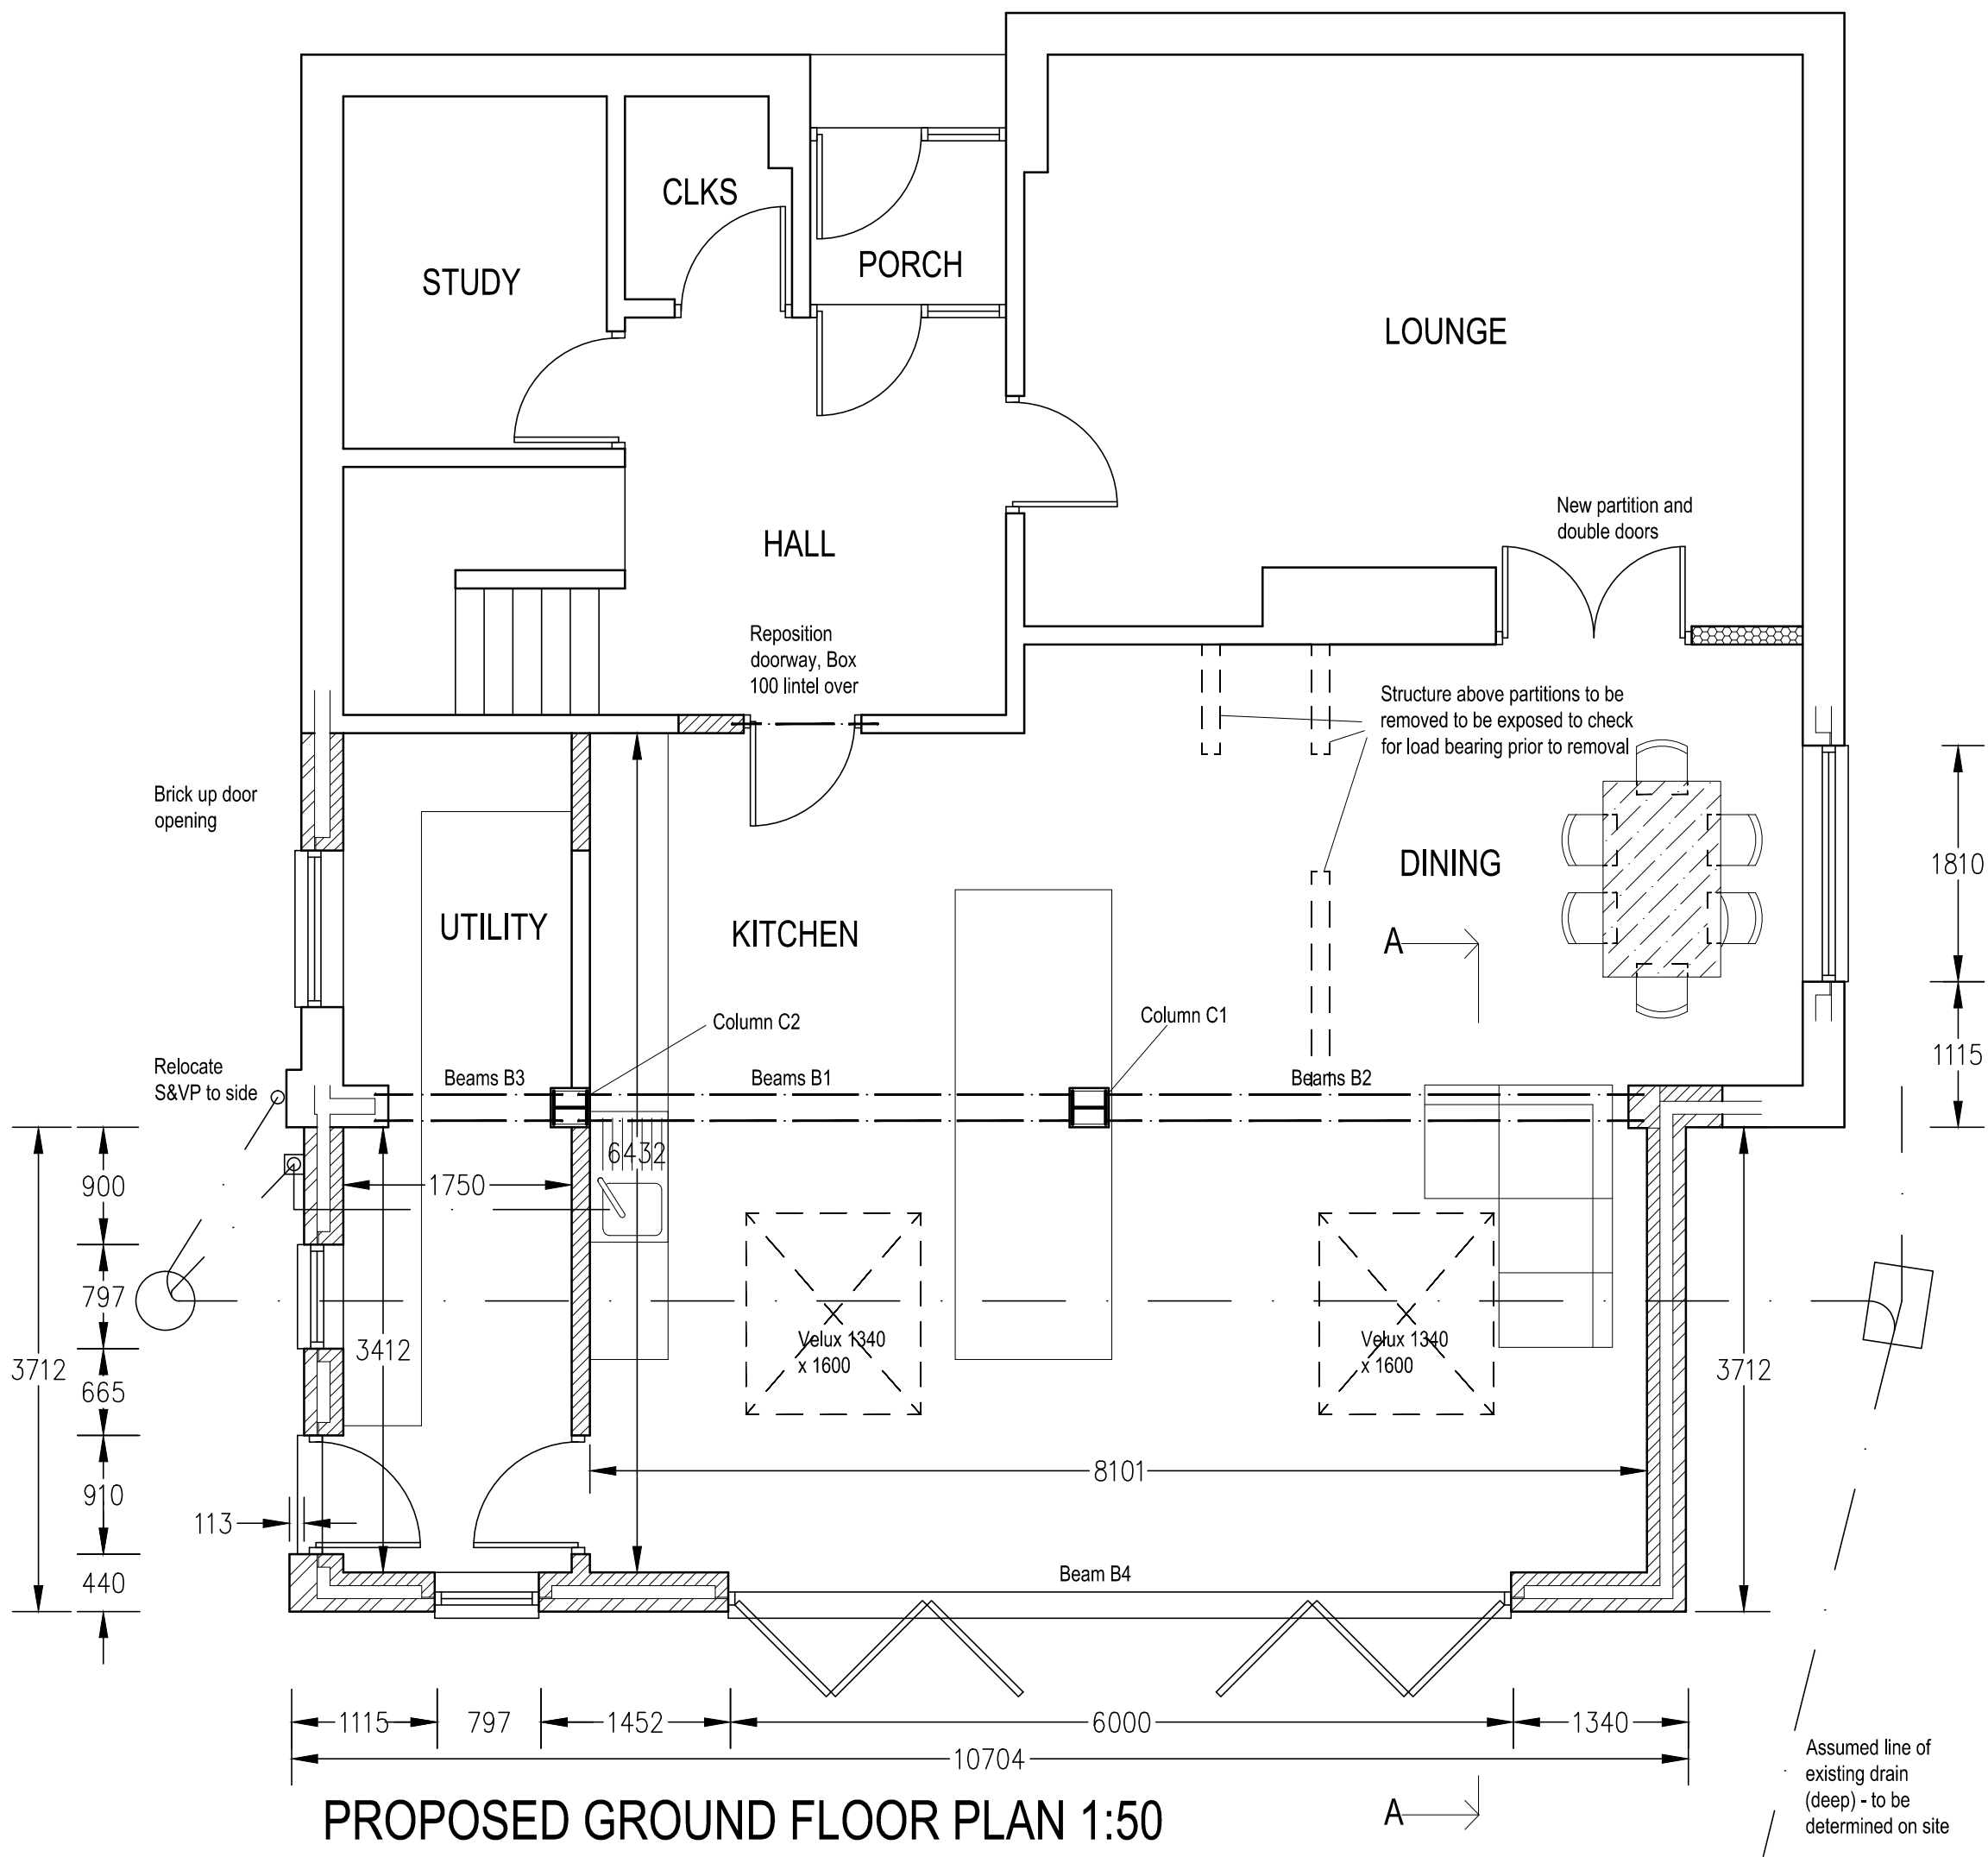 CLKS
STUDY
PORCH
LOUNGE
HALL
New partition and
double doors
Reposition
doorway, Box
100 lintel over
Structure above partitions to be
removed to be exposed to check
for load bearing prior to removal
Brick up door
opening
UTILITY
KITCHEN
DINING
A
1810
1115
Column C2
Column C1
Relocate
S&VP to side
Beams B3
Beams B1
Beams B2
6432
900
1750
797
3412
3712
665
Velux 1340
x 1600
Velux 1340
x 1600
3712
910
8101
113
440
Beam B4
1115
797
1452
6000
1340
10704
Assumed line of
existing drain
(deep) - to be
determined on site
A
PROPOSED GROUND FLOOR PLAN 1:50